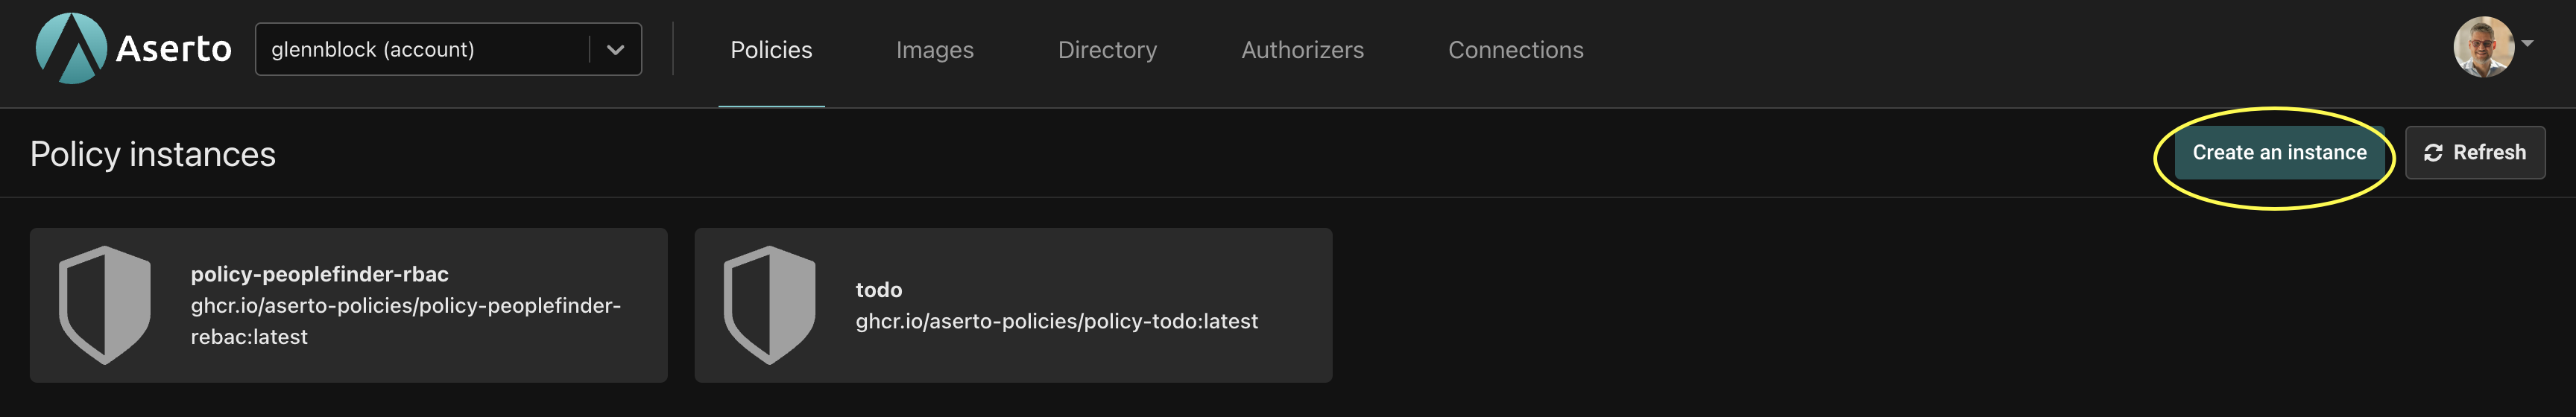 Aserto
glennblock (account)
Policies
Images
Directory
Authorizers
Connections
Policy instances
Create an instance
Refresh
policy-peoplefinder-rbac
ghcr.io/aserto-policies/policy-peoplefinder-
rebac:latest
todo
ghcr.io/aserto-policies/policy-todo:latest